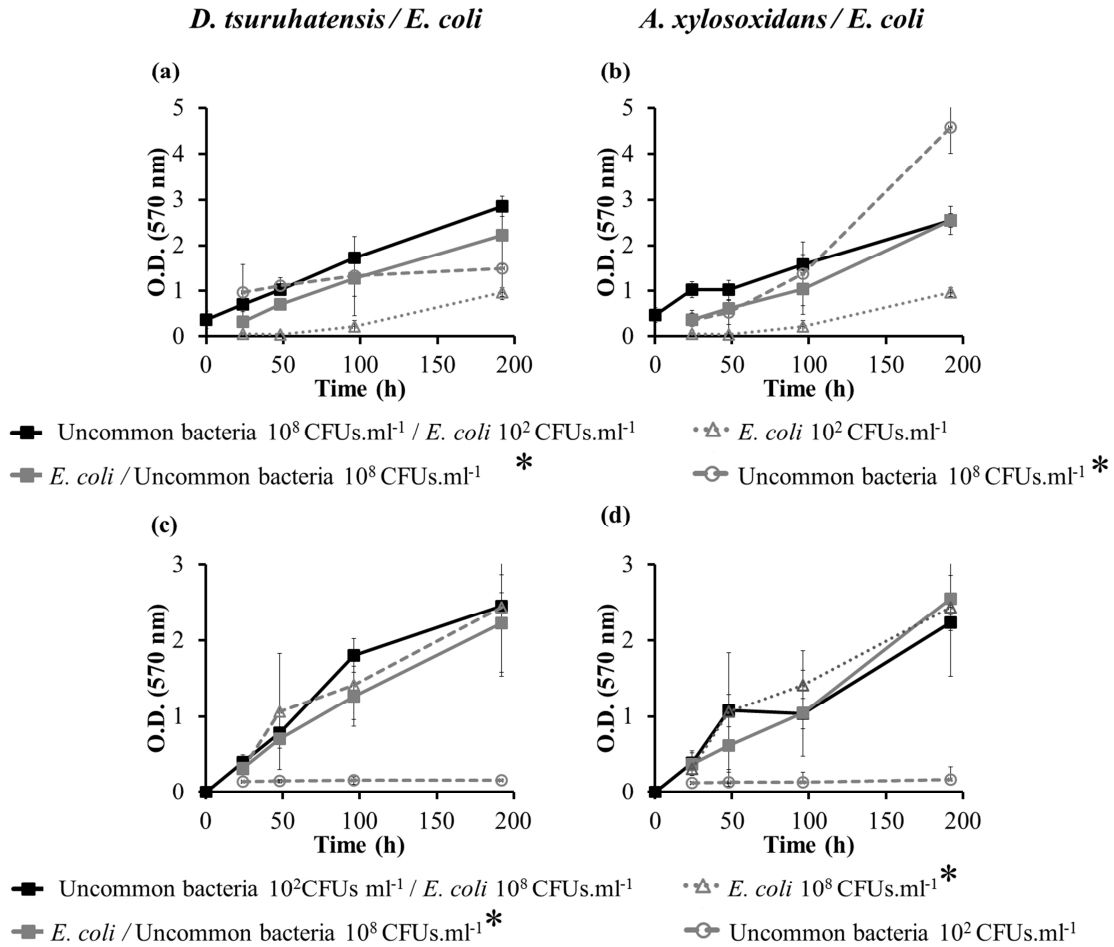 D. tsuruhatensis / E. coli
A. xylosoxidans / E. coli
(a)
(b)
5
4
3
2
1
0
O.D. (570 nm)
0 50 100 150 200
Time (h)
5
4
3
2
1
0
O.D. (570 nm)
0 50 100 150 200
Time (h)
Uncommon bacteria 10⁸ CFUs.ml⁻¹ / E. coli 10² CFUs.ml⁻¹
E. coli 10² CFUs.ml⁻¹
E. coli / Uncommon bacteria 10⁸ CFUs.ml⁻¹ *
Uncommon bacteria 10⁸ CFUs.ml⁻¹ *
(c)
(d)
3
2
1
0
O.D. (570 nm)
0 50 100 150 200
Time (h)
3
2
1
0
O.D. (570 nm)
0 50 100 150 200
Time (h)
Uncommon bacteria 10²CFUs ml⁻¹ / E. coli 10⁸ CFUs.ml⁻¹
E. coli 10⁸ CFUs.ml⁻¹ *
E. coli / Uncommon bacteria 10⁸ CFUs.ml⁻¹ *
Uncommon bacteria 10² CFUs.ml⁻¹